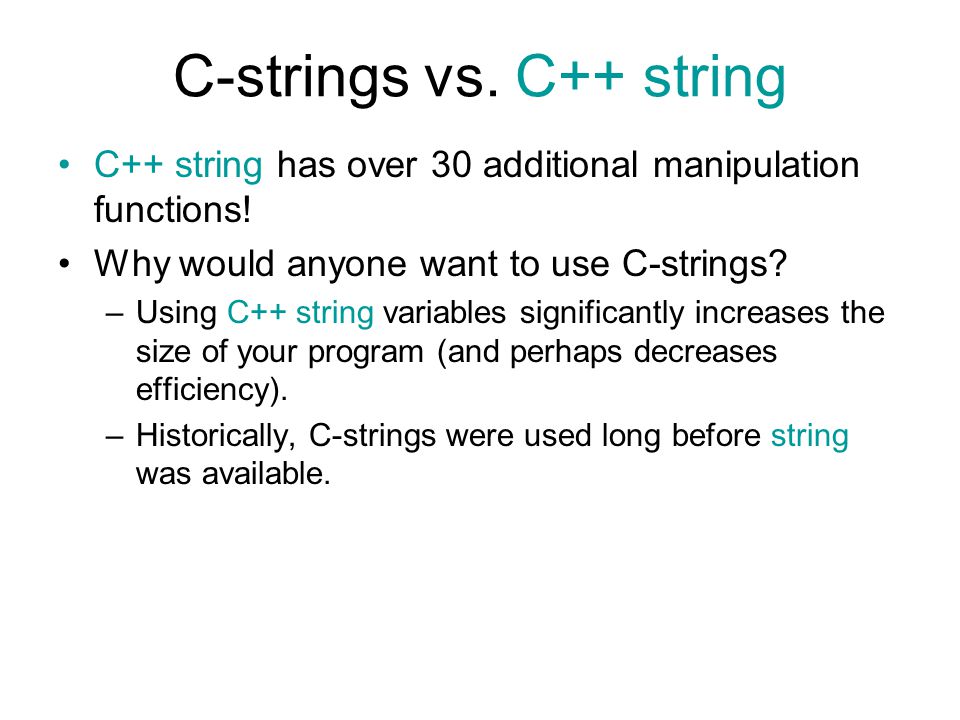 C-strings vs. C++ string
• C++ string has over 30 additional manipulation
functions!
• Why would anyone want to use C-strings?
–Using C++ string variables significantly increases the
size of your program (and perhaps decreases
efficiency).
–Historically, C-strings were used long before string
was available.